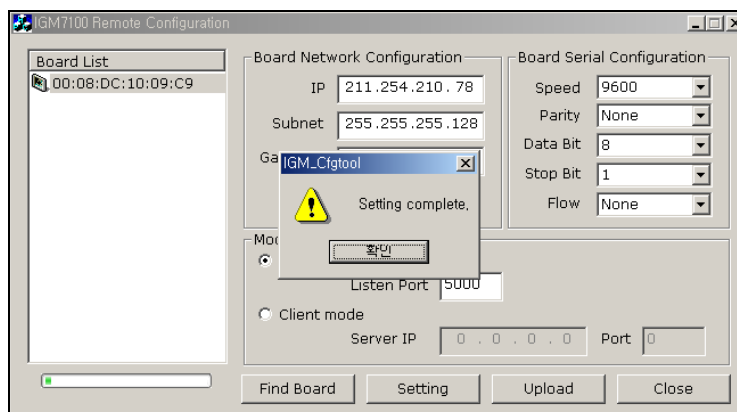 IGM7100 Remote Configuration
Board List
00:08:DC:10:09:C9
Board Network Configuration
IP 211.254.210.78
Subnet 255.255.255.128
Ga
Board Serial Configuration
Speed 9600
Parity None
Data Bit 8
Stop Bit 1
Flow None
IGM_Cfgtool
Setting complete,
확인
Mod
Listen Port 5000
Client mode
Server IP 0 . 0 . 0 . 0 Port 0
Find Board Setting Upload Close